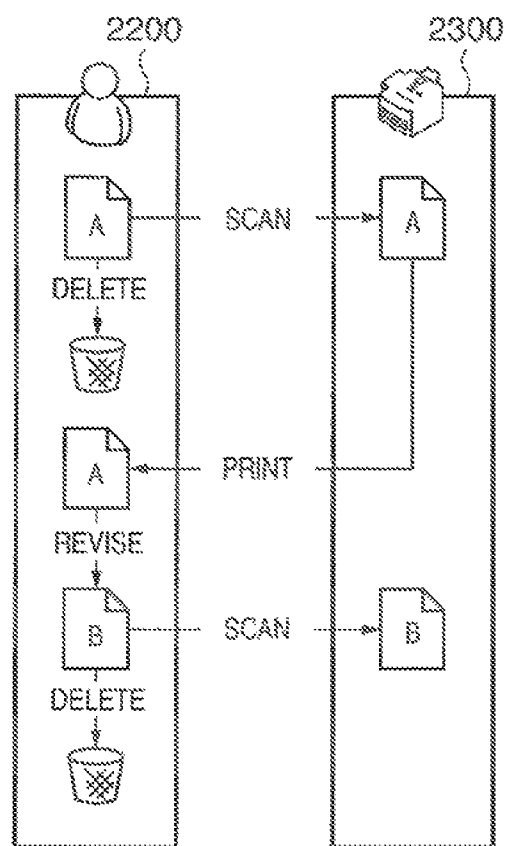 2200 2300
A SCAN A
DELETE
A PRINT
REVISE
B SCAN B
DELETE